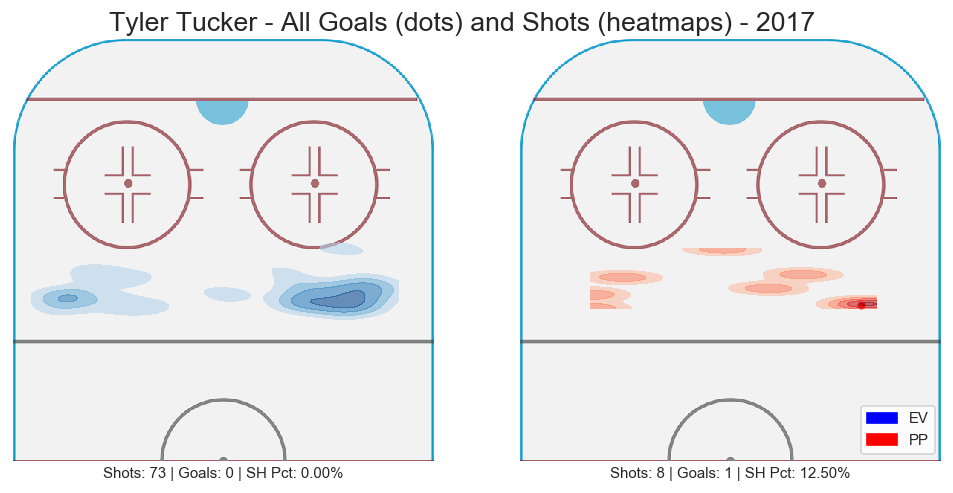 Tyler Tucker - All Goals (dots) and Shots (heatmaps) - 2017
EV
PP
Shots: 73 | Goals: 0 | SH Pct: 0.00%
Shots: 8 | Goals: 1 | SH Pct: 12.50%